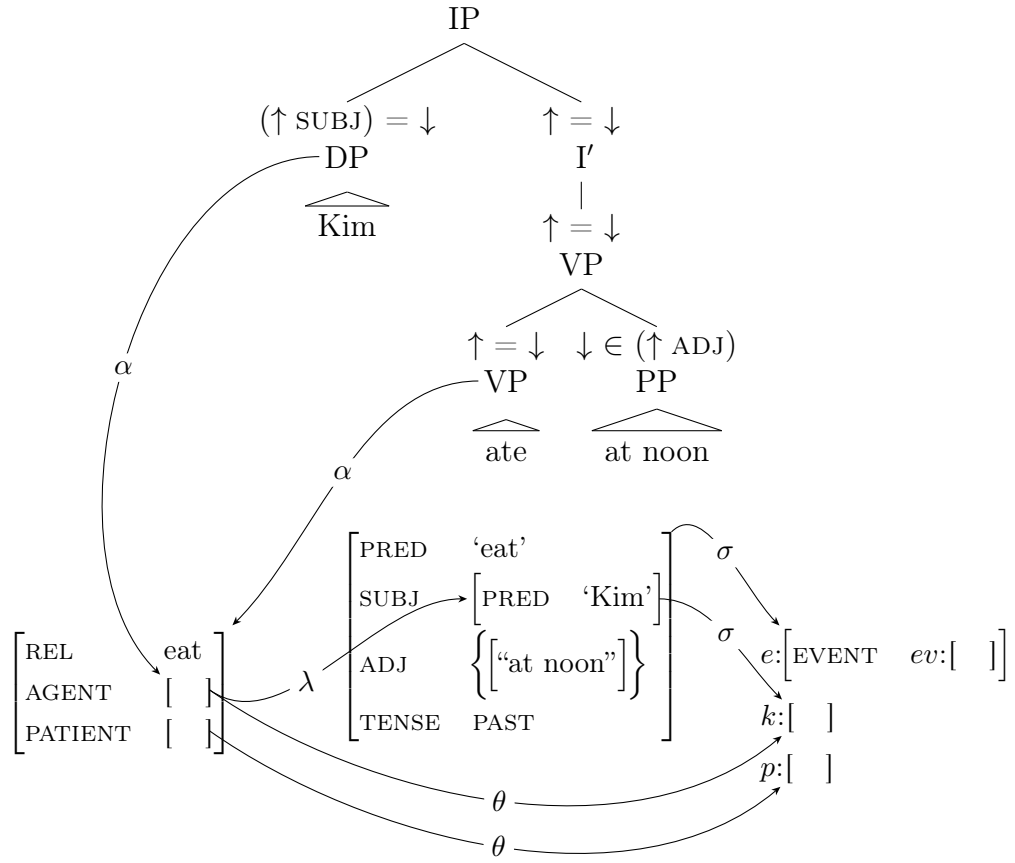 IP
(↑ SUBJ) = ↓ ↑ = ↓
DP I′
Kim ↑ = ↓
VP
↑ = ↓ ↓ ∈ (↑ ADJ)
VP PP
ate at noon
α
α
PRED ‘eat’
SUBJ [PRED ‘Kim’]
ADJ {[“at noon”]}
TENSE PAST
σ
σ
REL eat
AGENT [ ]
PATIENT [ ]
λ
e:[EVENT ev:[ ]]
k:[ ]
p:[ ]
θ
θ